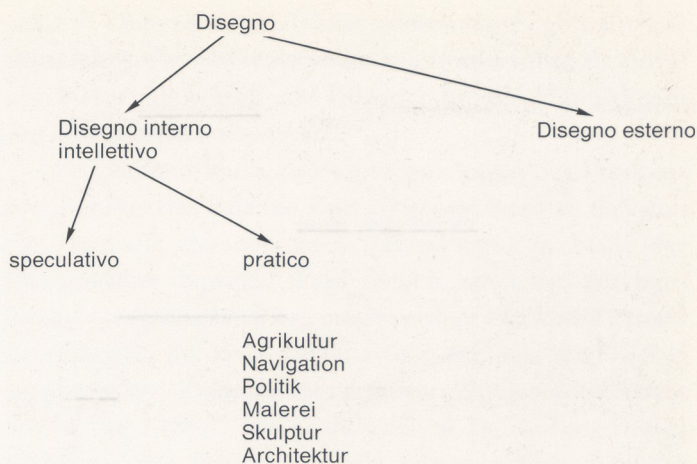 Disegno
Disegno interno
intellettivo
Disegno esterno
speculativo
pratico
Agrikultur
Navigation
Politik
Malerei
Skulptur
Architektur